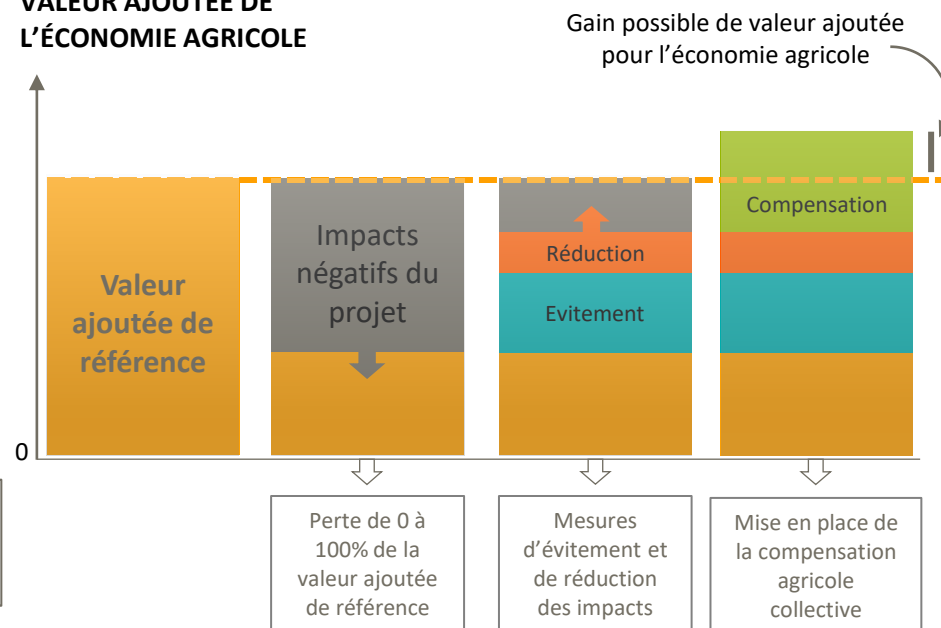 VALEUR AJOUTÉE DE
L'ÉCONOMIE AGRICOLE
Gain possible de valeur ajoutée
pour l'économie agricole
Valeur
ajoutée de
référence
Impacts
négatifs du
projet
Réduction
Evitement
Compensation
0
Perte de 0 à
100% de la
valeur ajoutée
de référence
Mesures
d'évitement et
de réduction
des impacts
Mise en place de
la compensation
agricole
collective